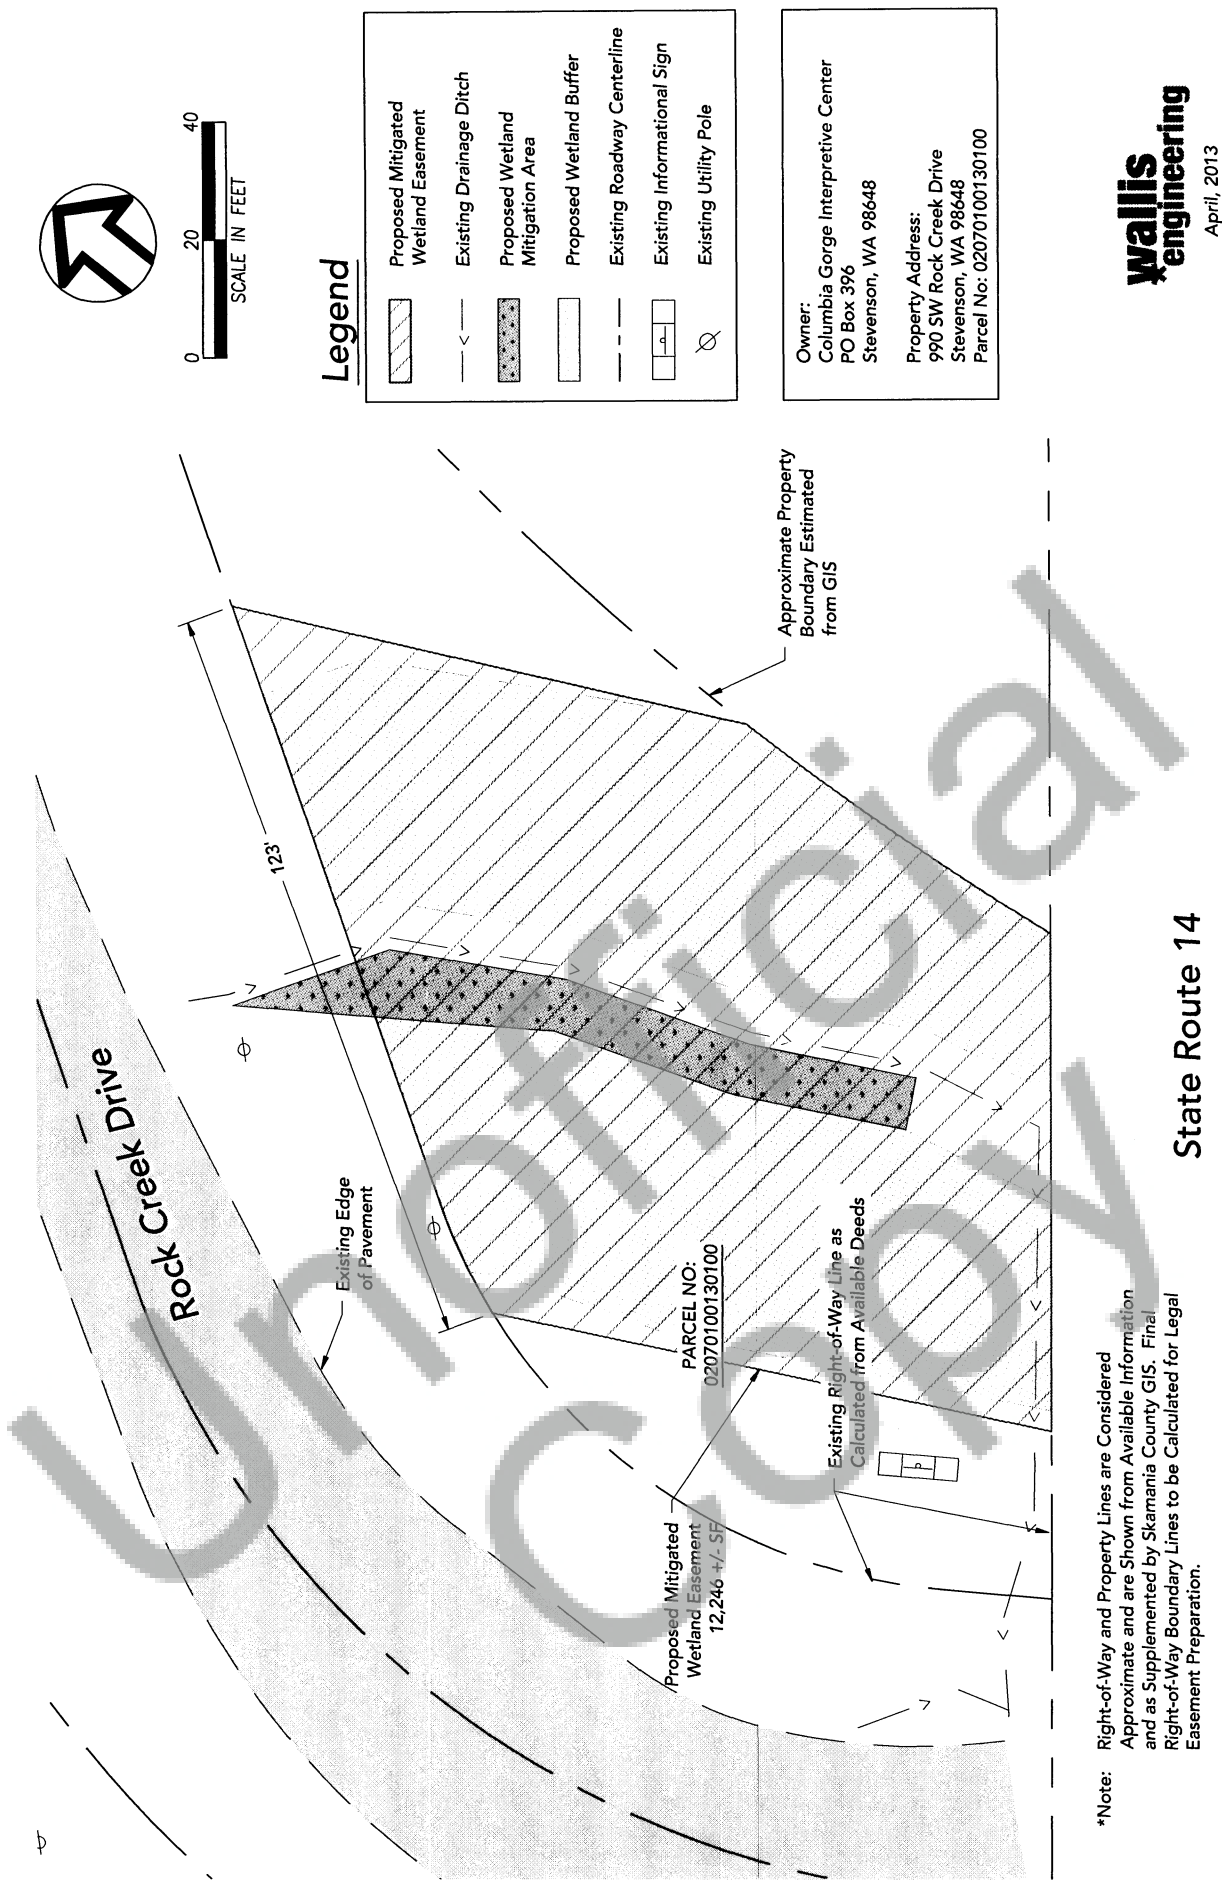 0
20
40
SCALE IN FEET
Legend
Proposed Mitigated
Wetland Easement
Existing Drainage Ditch
Proposed Wetland
Mitigation Area
Proposed Wetland Buffer
Existing Roadway Centerline
Existing Informational Sign
Existing Utility Pole
Owner:
Columbia Gorge Interpretive Center
PO Box 396
Stevenson, WA 98648
Property Address:
990 SW Rock Creek Drive
Stevenson, WA 98648
Parcel No: 02070100130100
Rock Creek Drive
123'
Existing Edge
of Pavement
Approximate Property
Boundary Estimated
from GIS
PARCEL NO:
02070100130100
Proposed Mitigated
Wetland Easement
12,246 +/- SF
Existing Right-of-Way Line as
Calculated from Available Deeds
State Route 14
*Note: Right-of-Way and Property Lines are Considered
Approximate and are Shown from Available Information
and as Supplemented by Skamania County GIS. Final
Right-of-Way Boundary Lines to be Calculated for Legal
Easement Preparation.
wallis
engineering
April, 2013
Unofficial
Copy